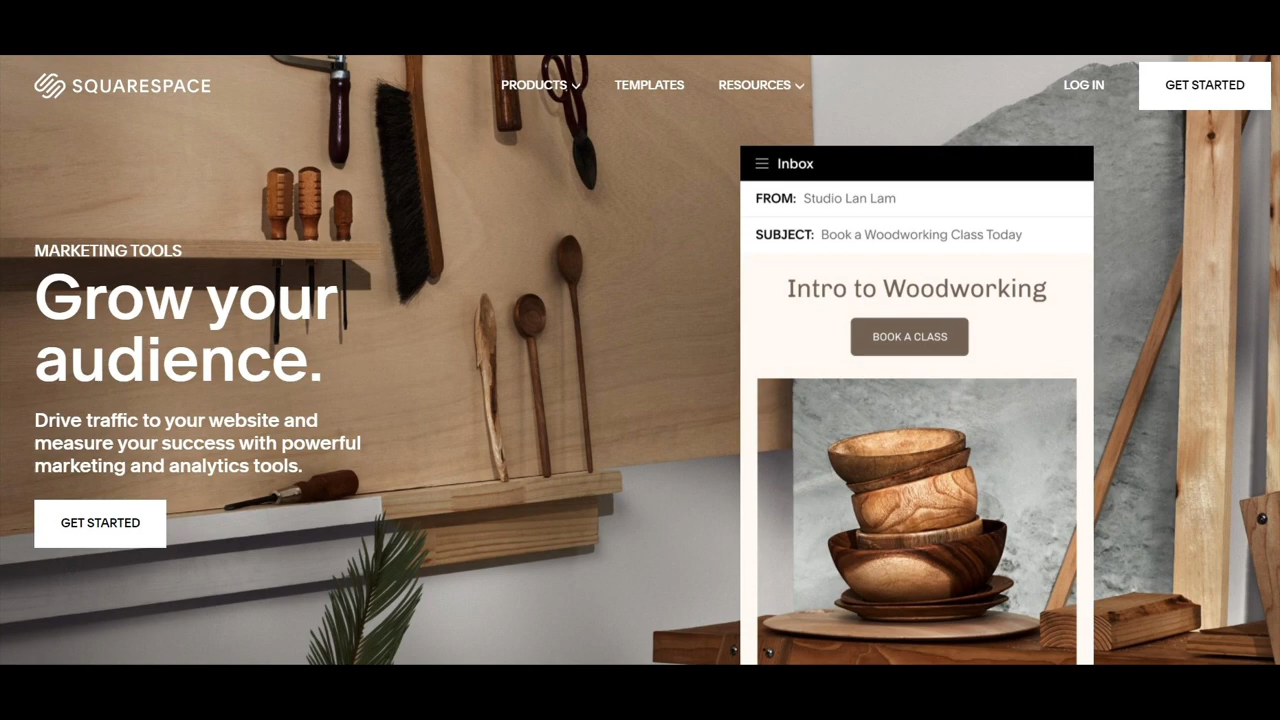 SQUARESPACE
PRODUCTS
TEMPLATES
RESOURCES
LOG IN
GET STARTED
MARKETING TOOLS
Grow your
audience.
Drive traffic to your website and
measure your success with powerful
marketing and analytics tools.
GET STARTED
Inbox
FROM: Studio Lan Lam
SUBJECT: Book a Woodworking Class Today
Intro to Woodworking
BOOK A CLASS